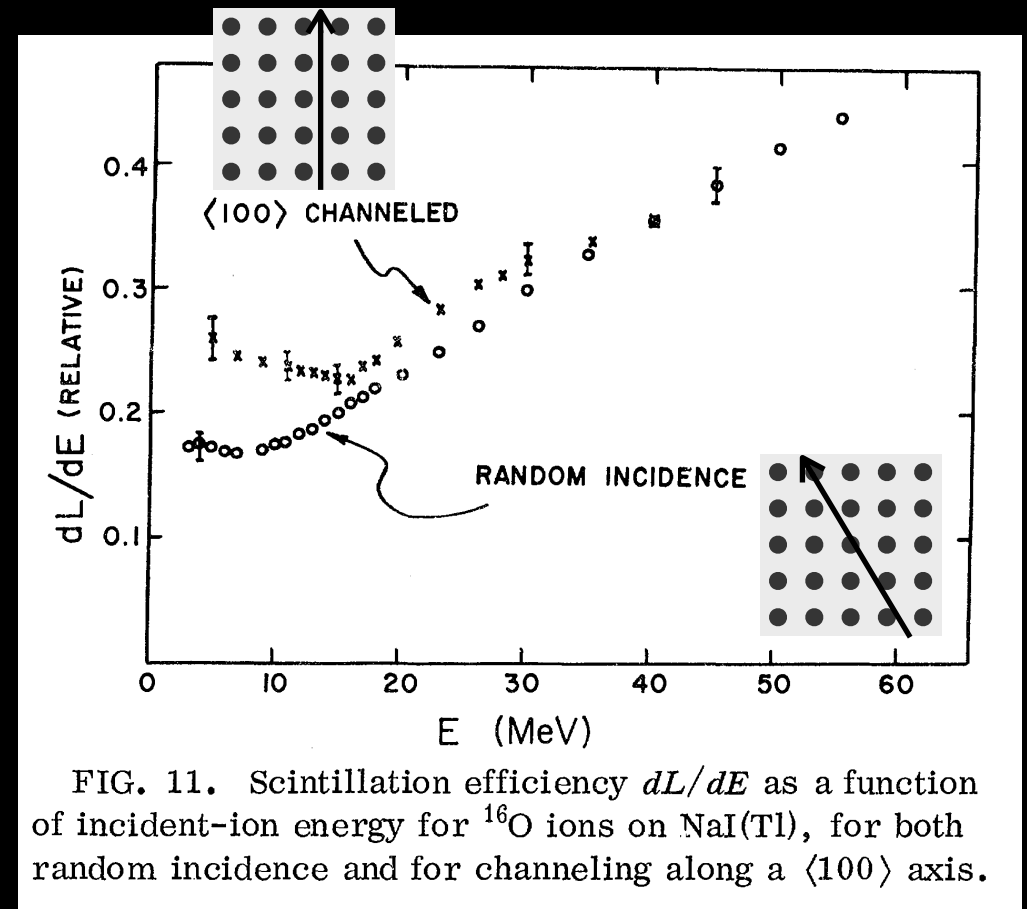 0.4
⟨100⟩ CHANNELED
0.3
dL/dE (RELATIVE)
0.2
RANDOM INCIDENCE
0.1
0 10 20 30 40 50 60
E (MeV)
FIG. 11. Scintillation efficiency dL/dE as a function
of incident-ion energy for ¹⁶O ions on NaI(Tl), for both
random incidence and for channeling along a ⟨100⟩ axis.